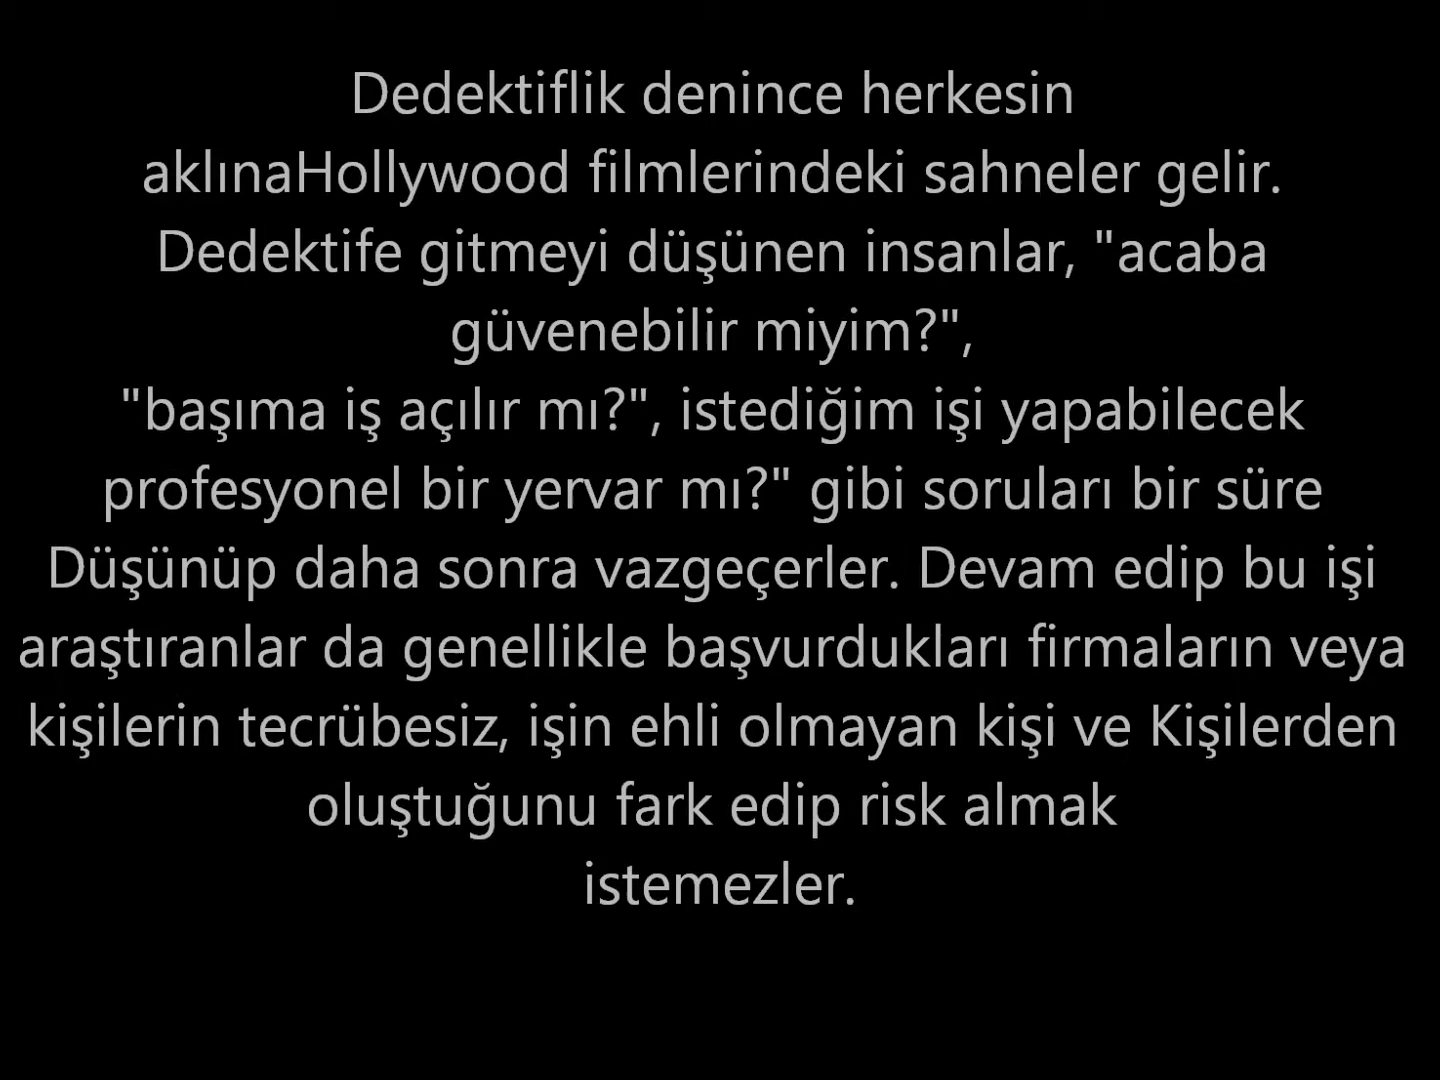 Dedektiflik denince herkesin
aklınaHollywood filmlerindeki sahneler gelir.
Dedektife gitmeyi düşünen insanlar, "acaba
güvenebilir miyim?",
"başıma iş açılır mı?", istediğim işi yapabilecek
profesyonel bir yervar mı?" gibi soruları bir süre
Düşünüp daha sonra vazgeçerler. Devam edip bu işi
araştıranlar da genellikle başvurdukları firmaların veya
kişilerin tecrübesiz, işin ehli olmayan kişi ve Kişilerden
oluştuğunu fark edip risk almak
istemezler.